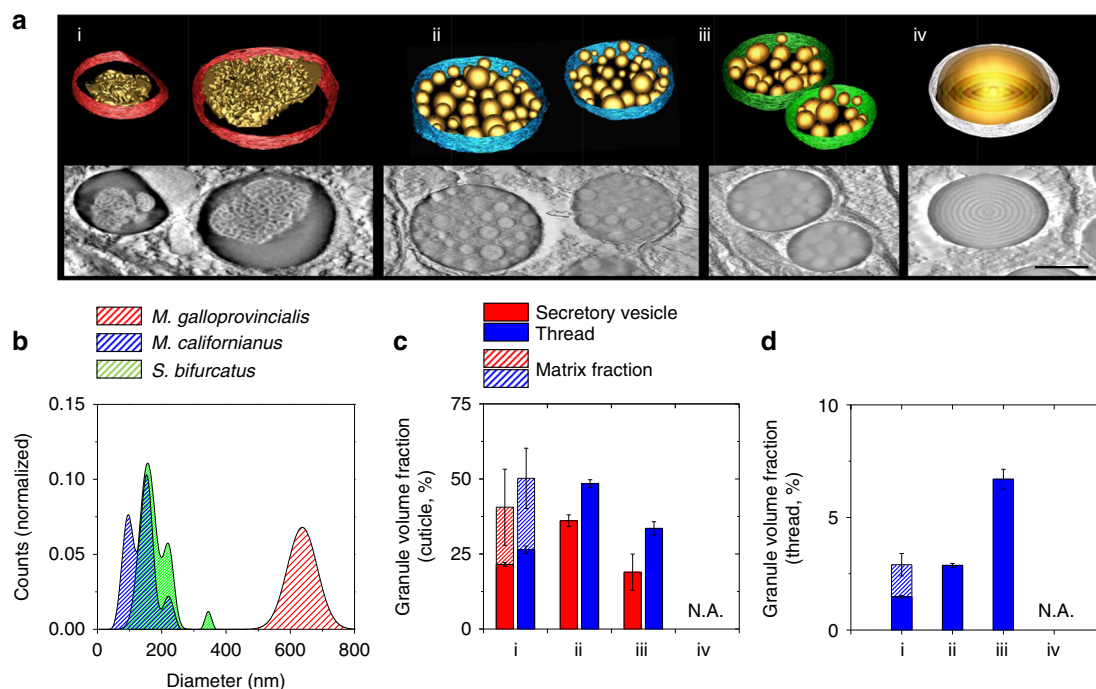 a
i ii iii iv
M. galloprovincialis
M. californianus
S. bifurcatus
b
0.15
0.10
0.05
0.00
Counts (normalized)
0 200 400 600 800
Diameter (nm)
Secretory vesicle
Thread
Matrix fraction
c
75
50
25
0
Granule volume fraction
(cuticle, %)
N.A.
i ii iii iv
d
10
5
0
Granule volume fraction
(thread, %)
N.A.
i ii iii iv